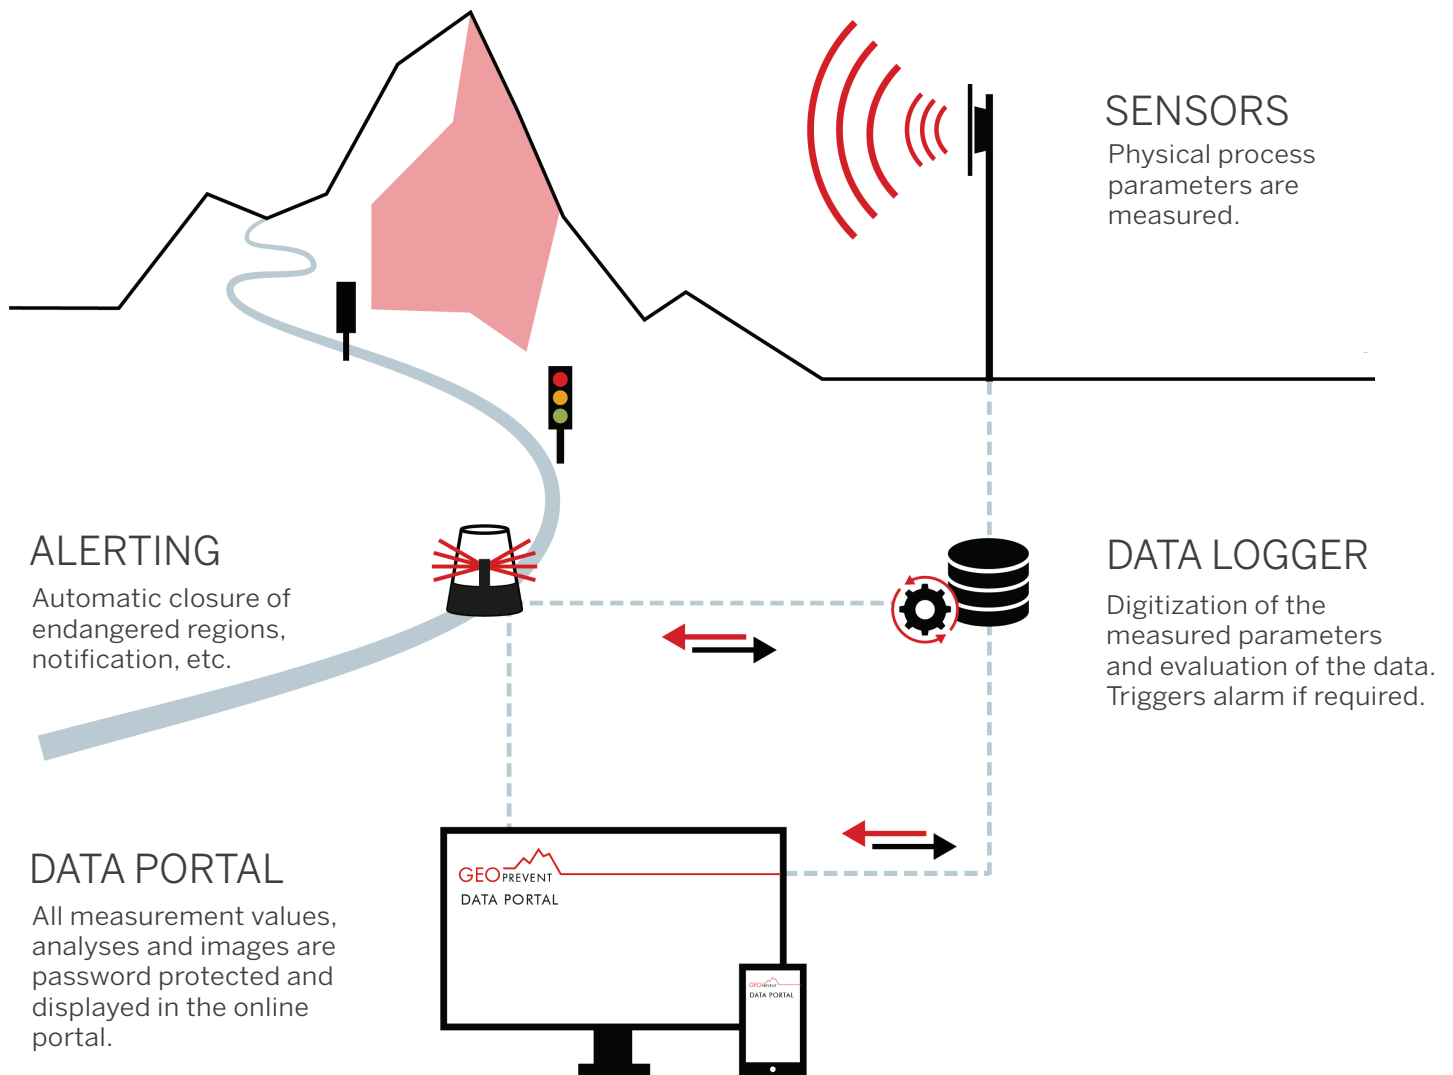 SENSORS
Physical process
parameters are
measured.
ALERTING
Automatic closure of
endangered regions,
notification, etc.
DATA LOGGER
Digitization of the
measured parameters
and evaluation of the data.
Triggers alarm if required.
DATA PORTAL
All measurement values,
analyses and images are
password protected and
displayed in the online
portal.
GEOPREVENT
DATA PORTAL
GEOPREVENT
DATA PORTAL